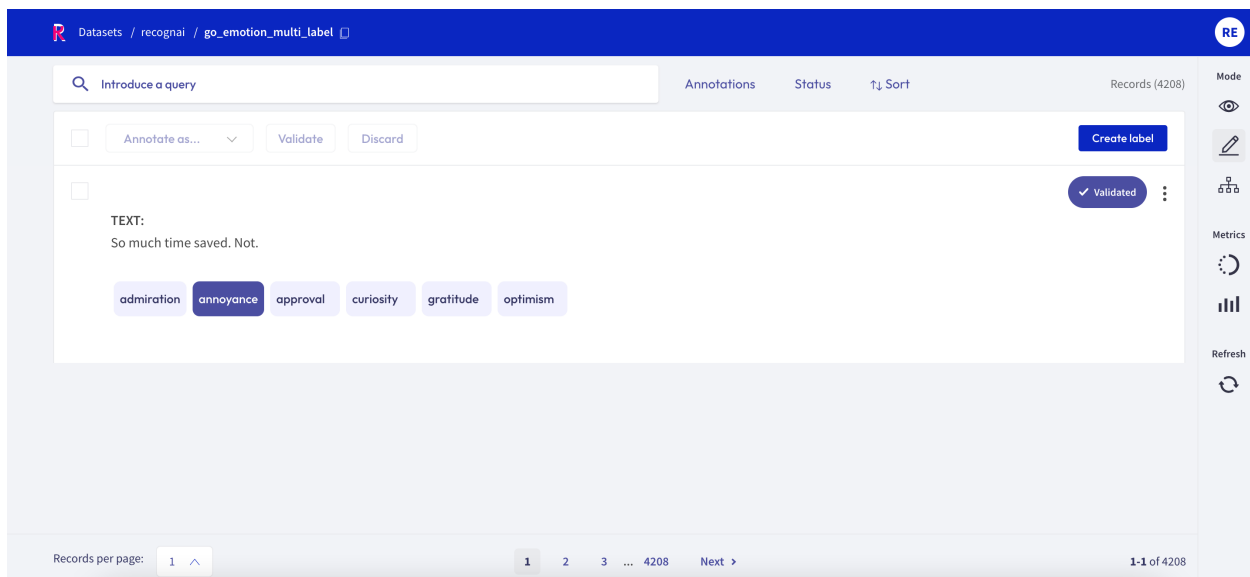 Datasets / recognai / go_emotion_multi_label
RE
Introduce a query
Annotations
Status
↑↓ Sort
Records (4208)
Mode
Annotate as...
Validate
Discard
Create label
Validated
TEXT:
So much time saved. Not.
admiration annoyance approval curiosity gratitude optimism
Metrics
Refresh
Records per page: 1
1 2 3 ... 4208 Next >
1-1 of 4208